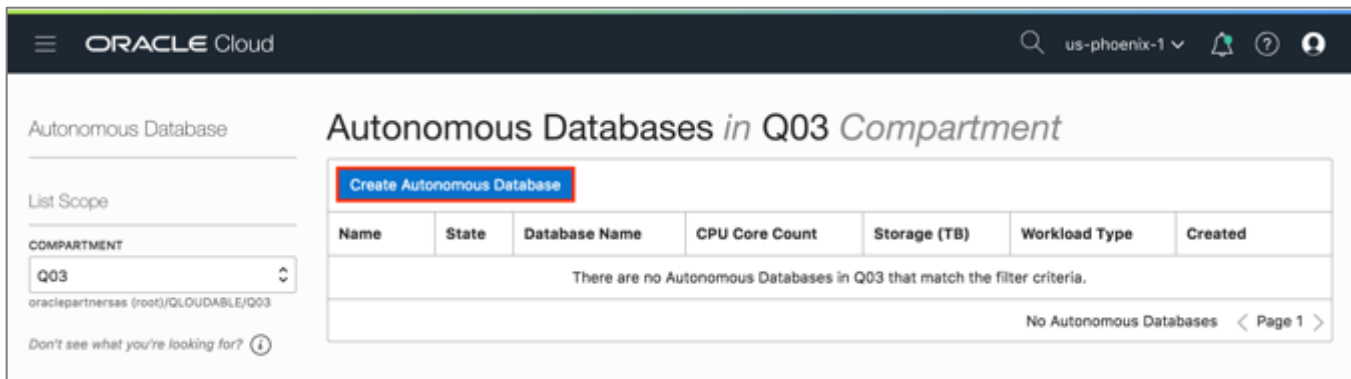 ORACLE Cloud
us-phoenix-1
Autonomous Database
List Scope
COMPARTMENT
Q03
oraclepartnersas (root)/QLOUDABLE/Q03
Don't see what you're looking for?
Autonomous Databases in Q03 Compartment
Create Autonomous Database
Name State Database Name CPU Core Count Storage (TB) Workload Type Created
There are no Autonomous Databases in Q03 that match the filter criteria.
No Autonomous Databases < Page 1 >